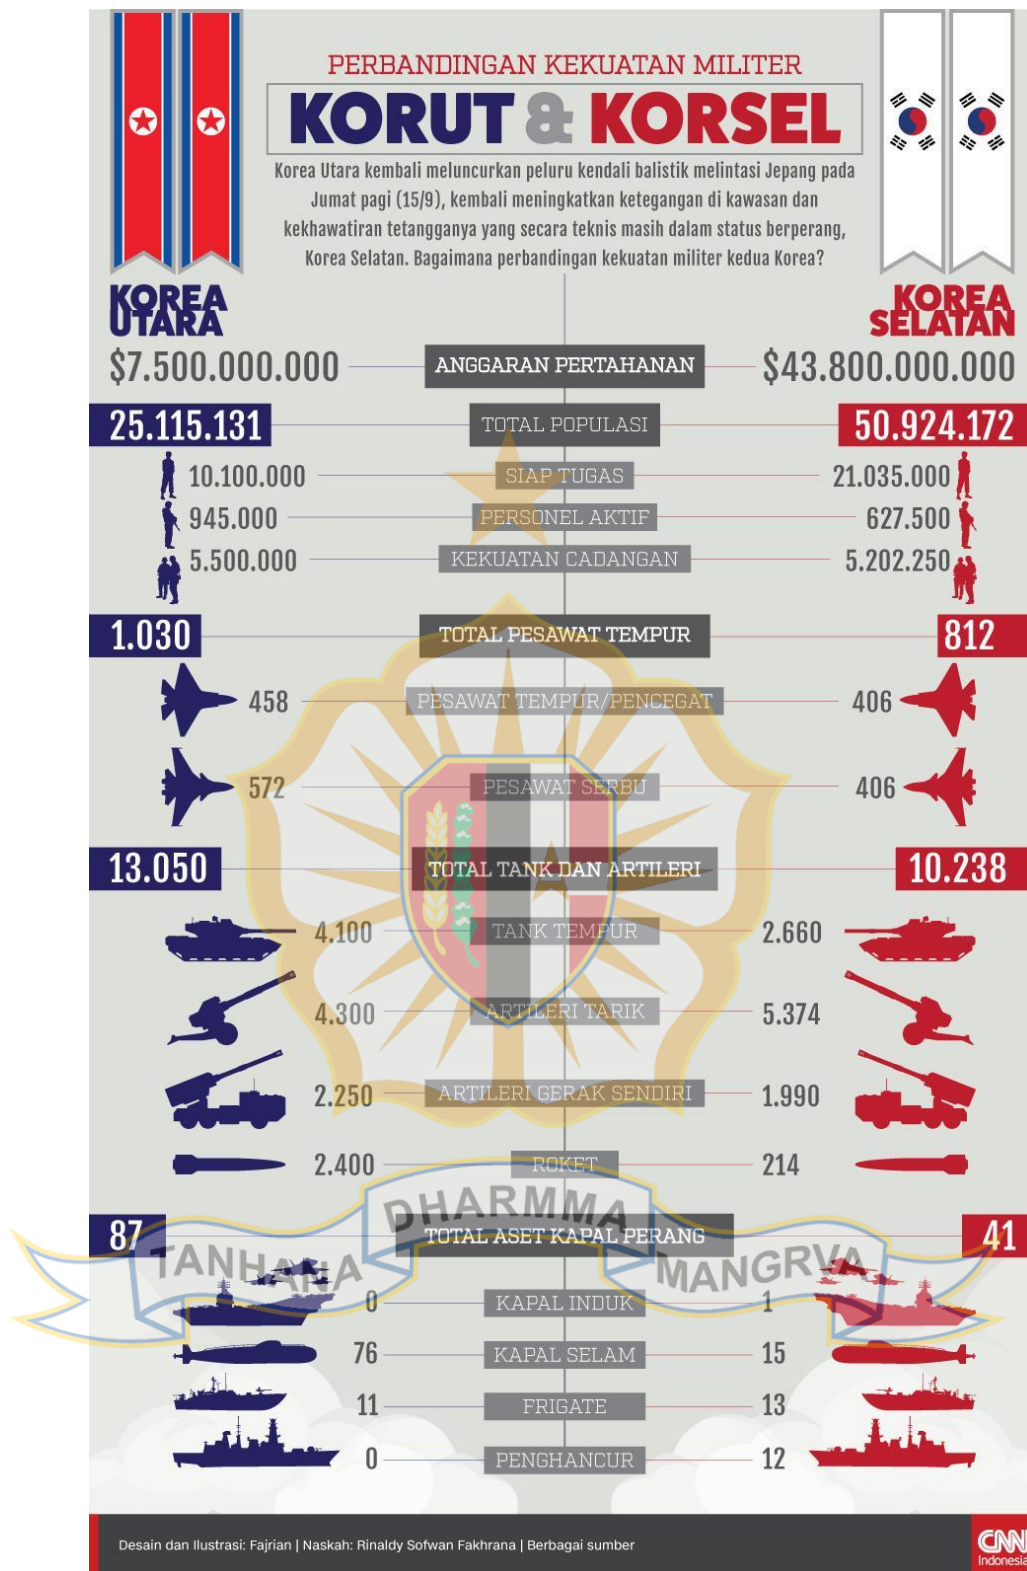 PERBANDINGAN KEKUATAN MILITER
KORUT & KORSEL
Korea Utara kembali meluncurkan peluru kendali balistik melintasi Jepang pada
Jumat pagi (15/9), kembali meningkatkan ketegangan di kawasan dan
kekhawatiran tetangganya yang secara teknis masih dalam status berperang,
Korea Selatan. Bagaimana perbandingan kekuatan militer kedua Korea?
KOREA
UTARA
KOREA
SELATAN
$7.500.000.000 ANGGARAN PERTAHANAN $43.800.000.000
25.115.131 TOTAL POPULASI 50.924.172
10.100.000 SIAP TUGAS 21.035.000
945.000 PERSONEL AKTIF 627.500
5.500.000 KEKUATAN CADANGAN 5.202.250
1.030 TOTAL PESAWAT TEMPUR 812
458 PESAWAT TEMPUR/PENCEGAT 406
572 PESAWAT SERBU 406
13.050 TOTAL TANK DAN ARTILERI 10.238
4.100 TANK TEMPUR 2.660
4.300 ARTILERI TARIK 5.374
2.250 ARTILERI GERAK SENDIRI 1.990
2.400 ROKET 214
87 TOTAL ASET KAPAL PERANG 41
TANHANA DHARMMA MANGRVA
0 KAPAL INDUK 1
76 KAPAL SELAM 15
11 FRIGATE 13
0 PENGHANCUR 12
Desain dan Ilustrasi: Fajrian | Naskah: Rinaldy Sofwan Fakhrana | Berbagai sumber
CNN
Indonesia